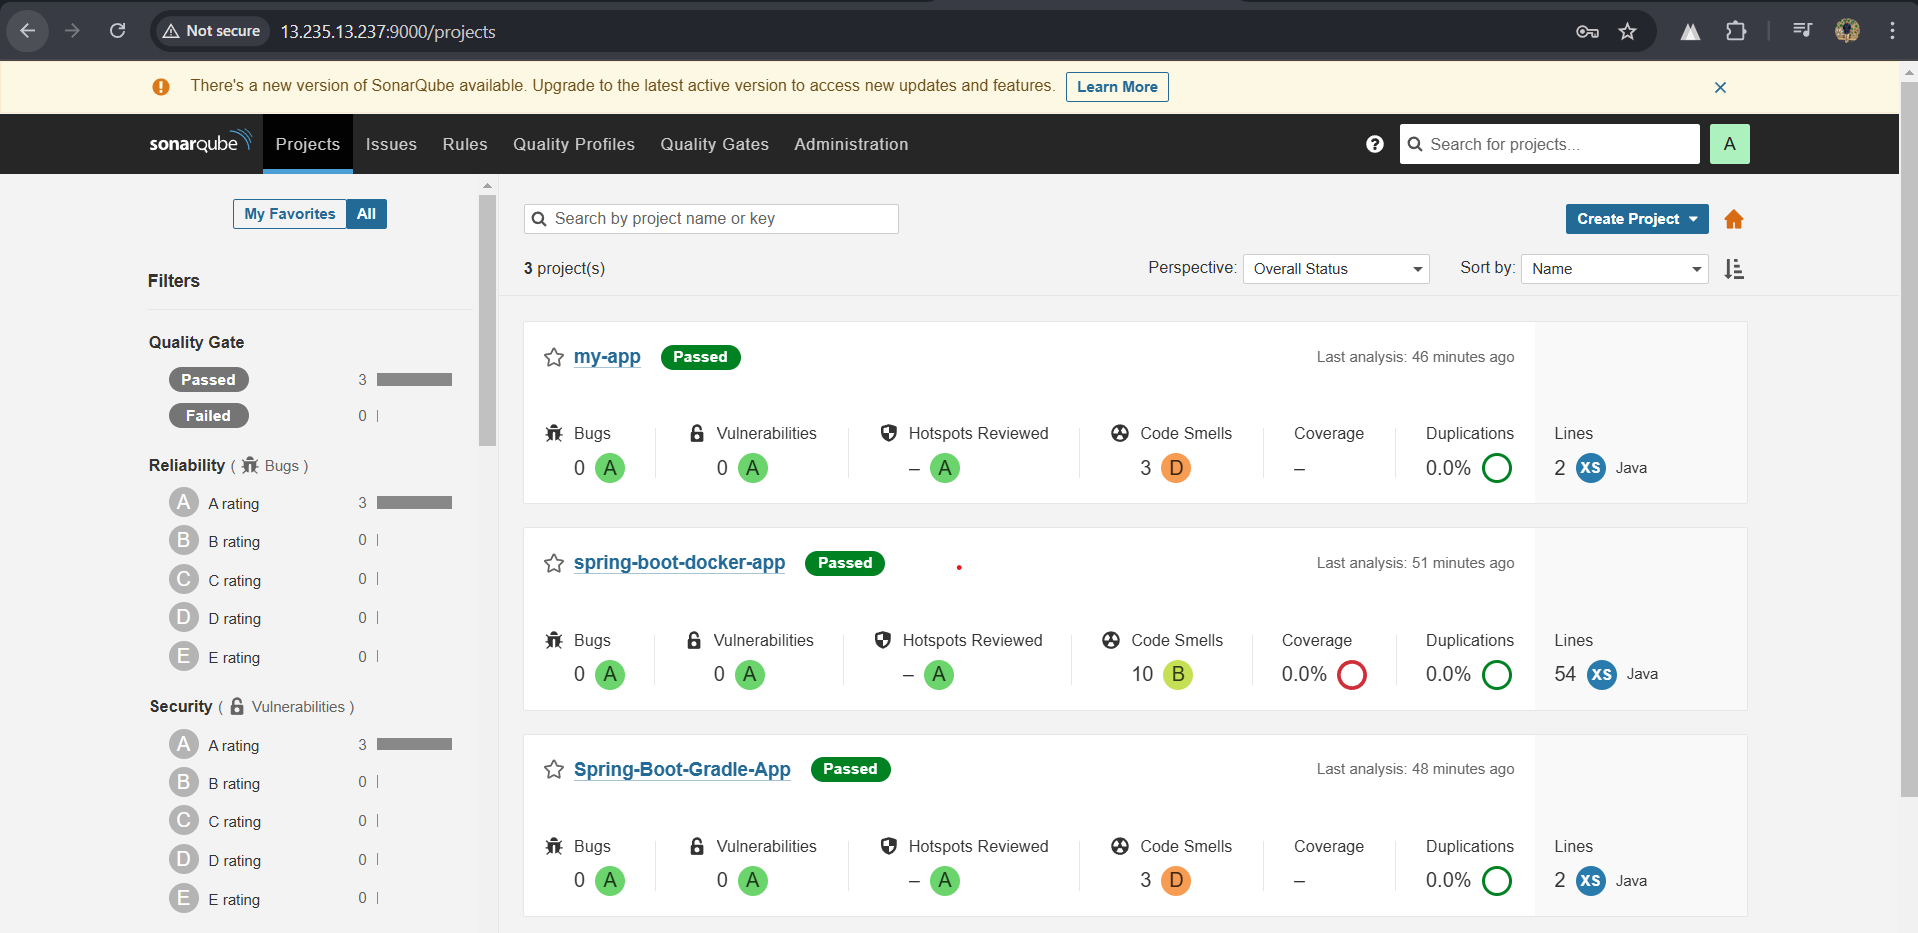 Not secure 13.235.13.237:9000/projects
There's a new version of SonarQube available. Upgrade to the latest active version to access new updates and features. Learn More
sonarqube Projects Issues Rules Quality Profiles Quality Gates Administration Search for projects... A
My Favorites All
Search by project name or key
Create Project
3 project(s)
Perspective: Overall Status
Sort by: Name
Filters
Quality Gate
Passed 3
Failed 0
Reliability ( Bugs )
A A rating 3
B B rating 0
C C rating 0
D D rating 0
E E rating 0
Security ( Vulnerabilities )
A A rating 3
B B rating 0
C C rating 0
D D rating 0
E E rating 0
my-app Passed Last analysis: 46 minutes ago
Bugs Vulnerabilities Hotspots Reviewed Code Smells Coverage Duplications Lines
0 A 0 A – A 3 D – 0.0% 2 XS Java
spring-boot-docker-app Passed Last analysis: 51 minutes ago
Bugs Vulnerabilities Hotspots Reviewed Code Smells Coverage Duplications Lines
0 A 0 A – A 10 B 0.0% 0.0% 54 XS Java
Spring-Boot-Gradle-App Passed Last analysis: 48 minutes ago
Bugs Vulnerabilities Hotspots Reviewed Code Smells Coverage Duplications Lines
0 A 0 A – A 3 D – 0.0% 2 XS Java